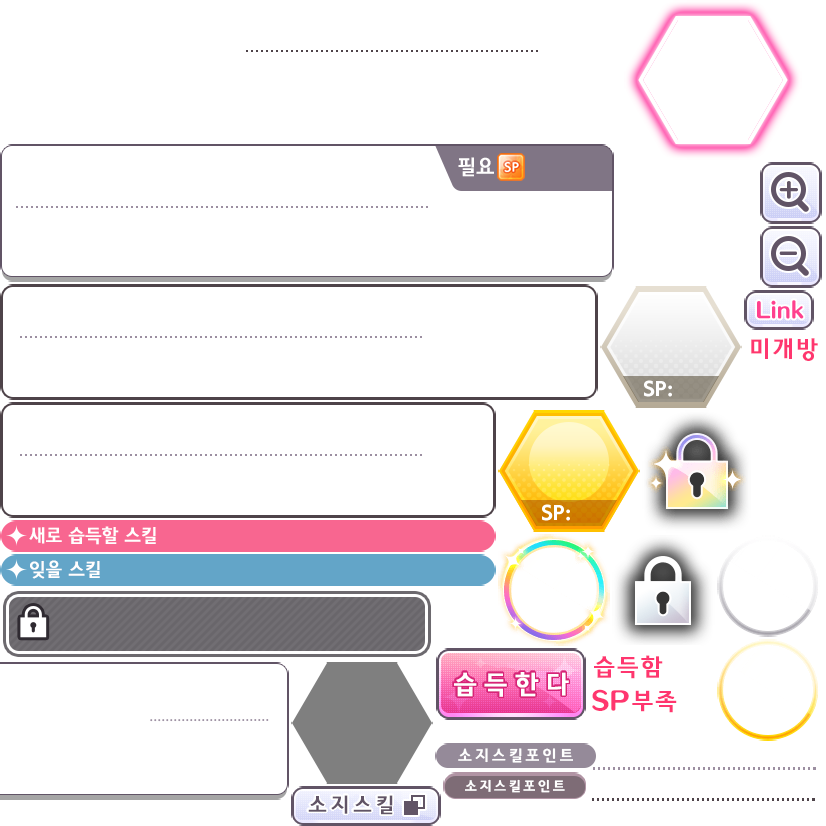 필요 SP
Link
미개방
SP:
SP:
새로 습득할 스킬
잊을 스킬
습득한다
습득함
SP부족
소지스킬포인트
소지스킬포인트
소지스킬